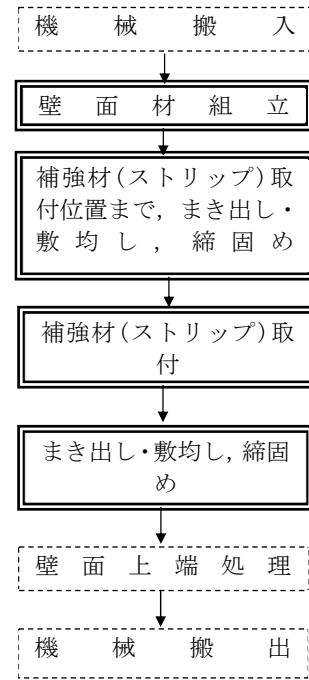 機械搬入
壁面材組立
補強材(ストリップ)取
付位置まで，まき出し・
敷均し，締固め
補強材(ストリップ)取
付
まき出し・敷均し，締固
め
壁面上端処理
機械搬出